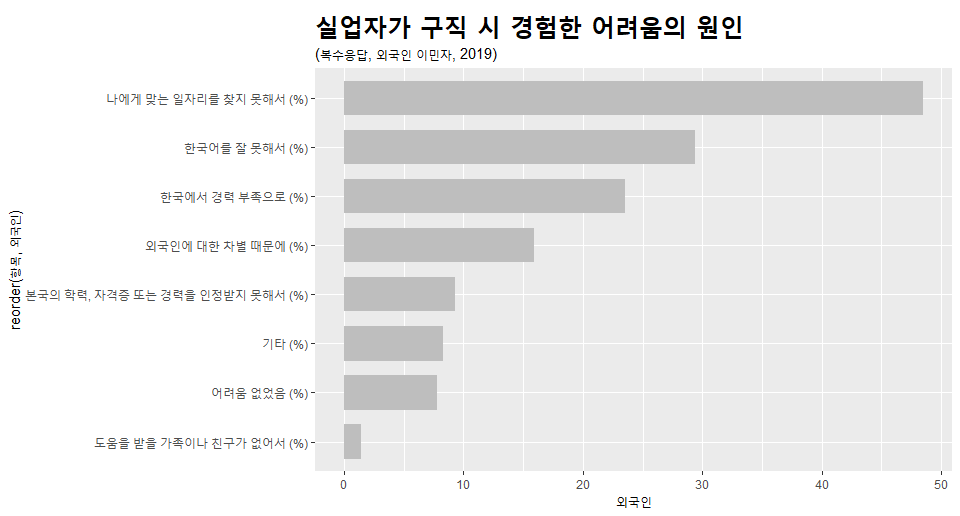 실업자가 구직 시 경험한 어려움의 원인
(복수응답, 외국인 이민자, 2019)
reorder(항목, 외국인)
나에게 맞는 일자리를 찾지 못해서 (%)
한국어를 잘 못해서 (%)
한국에서 경력 부족으로 (%)
외국인에 대한 차별 때문에 (%)
본국의 학력, 자격증 또는 경력을 인정받지 못해서 (%)
기타 (%)
어려움 없었음 (%)
도움을 받을 가족이나 친구가 없어서 (%)
0 10 20 30 40 50
외국인